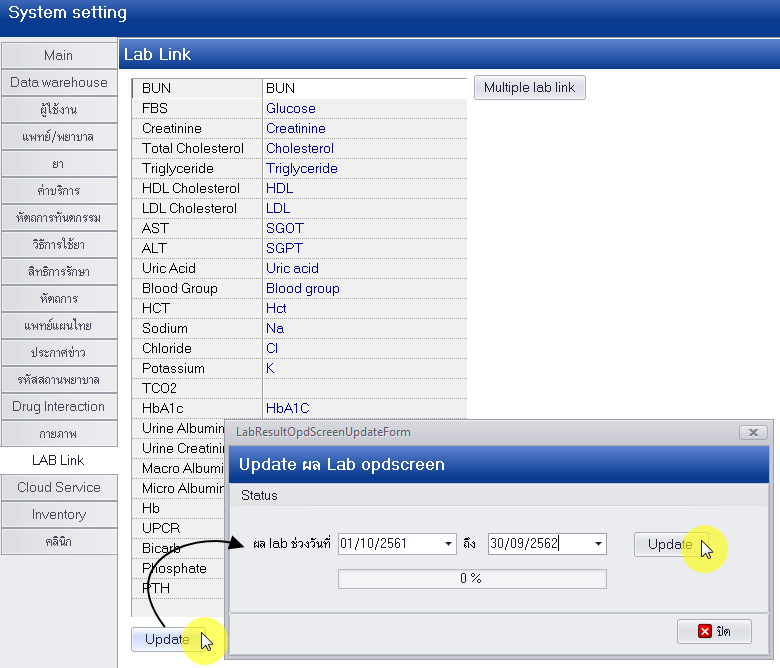 System setting
Main
Data warehouse
ผู้ใช้งาน
แพทย์/พยาบาล
ยา
ค่าบริการ
หัตถการทันตกรรม
วิธีการใช้ยา
สิทธิการรักษา
หัตถการ
แพทย์แผนไทย
ประกาศข่าว
รหัสสถานพยาบาล
Drug Interaction
กายภาพ
LAB Link
Cloud Service
Inventory
คลินิก
Lab Link
BUN BUN
FBS Glucose
Creatinine Creatinine
Total Cholesterol Cholesterol
Triglyceride Triglyceride
HDL Cholesterol HDL
LDL Cholesterol LDL
AST SGOT
ALT SGPT
Uric Acid Uric acid
Blood Group Blood group
HCT Hct
Sodium Na
Chloride Cl
Potassium K
TCO2
HbA1c HbA1C
Urine Albumin
Urine Creatini
Macro Albumi
Micro Albumin
Hb
UPCR
Bicarb
Phosphate
PTH
Update
Multiple lab link
LabResultOpdScreenUpdateForm
Update ผล Lab opdscreen
Status
ผล lab ช่วงวันที่ 01/10/2561 ถึง 30/09/2562 Update
0 %
ปิด